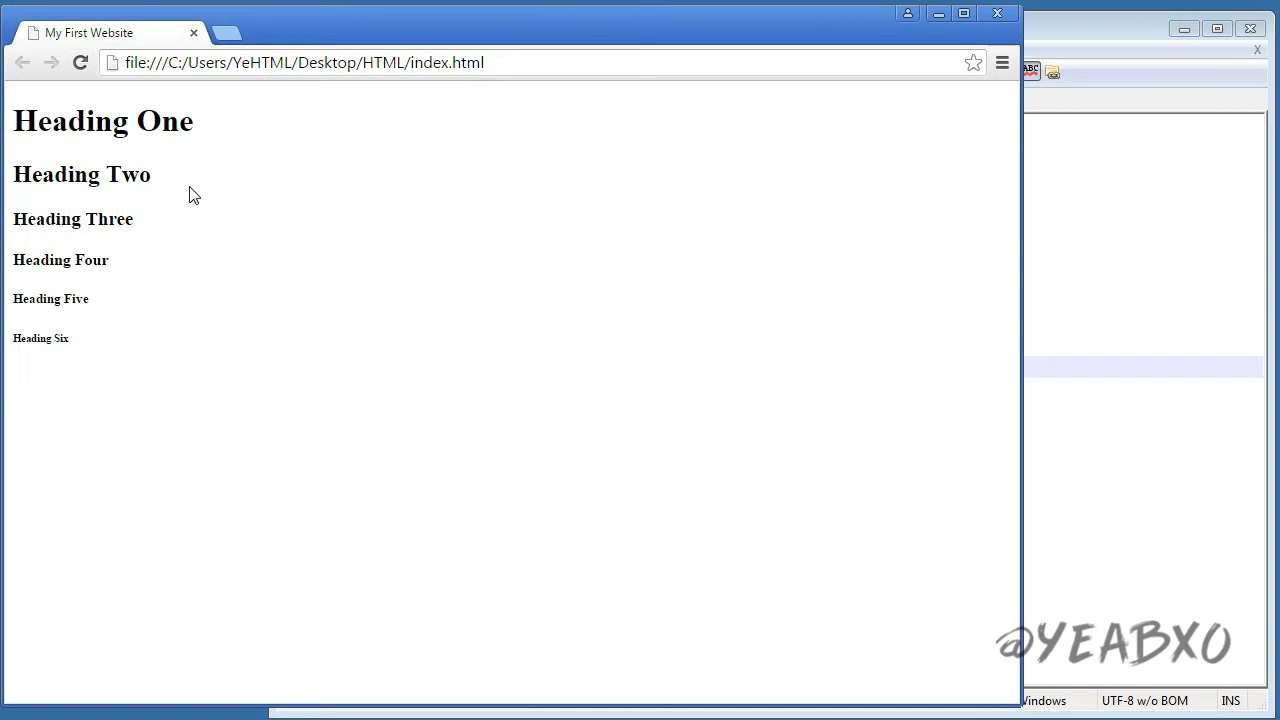 My First Website
file:///C:/Users/YeHTML/Desktop/HTML/index.html
ABC
Heading One
Heading Two
Heading Three
Heading Four
Heading Five
Heading Six
@YEABXO
UTF-8 w/o BOM
INS